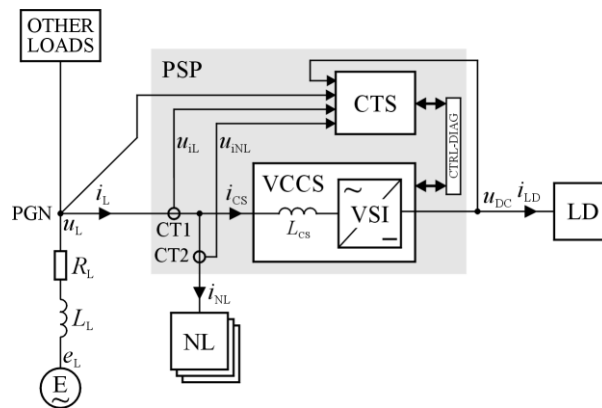 OTHER
LOADS
PSP
CTS
CTRL-DIAG
u_iL
u_iNL
PGN
i_L
u_L
CT1
i_CS
VCCS
L_CS
~
VSI
u_DC
i_LD
LD
CT2
R_L
i_NL
L_L
NL
e_L
E
~